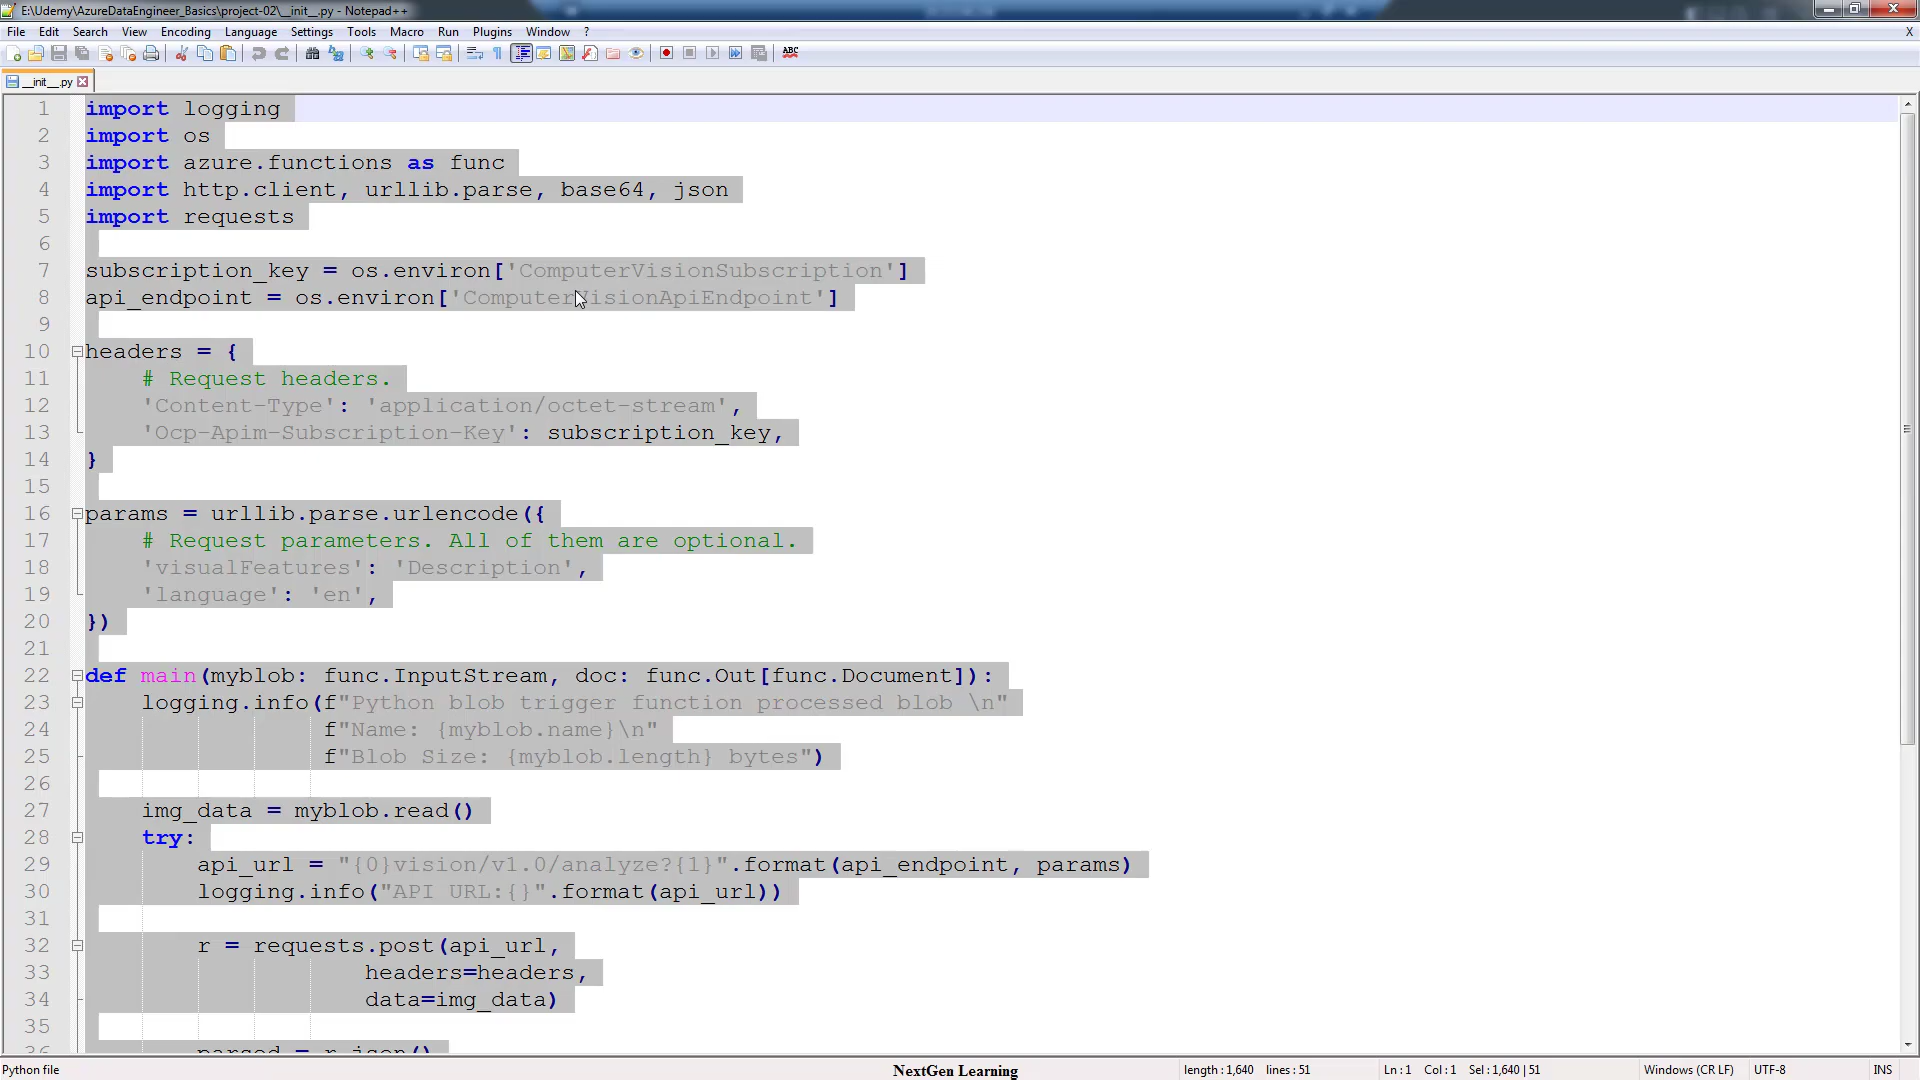 E:\Udemy\AzureDataEngineer_Basics\project-02\__init__.py - Notepad++
File Edit Search View Encoding Language Settings Tools Macro Run Plugins Window ? X
ABC
__init__.py
1 import logging
2 import os
3 import azure.functions as func
4 import http.client, urllib.parse, base64, json
5 import requests
6
7 subscription_key = os.environ['ComputerVisionSubscription']
8 api_endpoint = os.environ['ComputerVisionApiEndpoint']
9
10 headers = {
11 # Request headers.
12 'Content-Type': 'application/octet-stream',
13 'Ocp-Apim-Subscription-Key': subscription_key,
14 }
15
16 params = urllib.parse.urlencode({
17 # Request parameters. All of them are optional.
18 'visualFeatures': 'Description',
19 'language': 'en',
20 })
21
22 def main(myblob: func.InputStream, doc: func.Out[func.Document]):
23 logging.info(f"Python blob trigger function processed blob \n"
24 f"Name: {myblob.name}\n"
25 f"Blob Size: {myblob.length} bytes")
26
27 img_data = myblob.read()
28 try:
29 api_url = "{0}vision/v1.0/analyze?{1}".format(api_endpoint, params)
30 logging.info("API URL:{}".format(api_url))
31
32 r = requests.post(api_url,
33 headers=headers,
34 data=img_data)
35
36 parsed = r.json()
Python file NextGen Learning length : 1,640 lines : 51 Ln : 1 Col : 1 Sel : 1,640 | 51 Windows (CR LF) UTF-8 INS